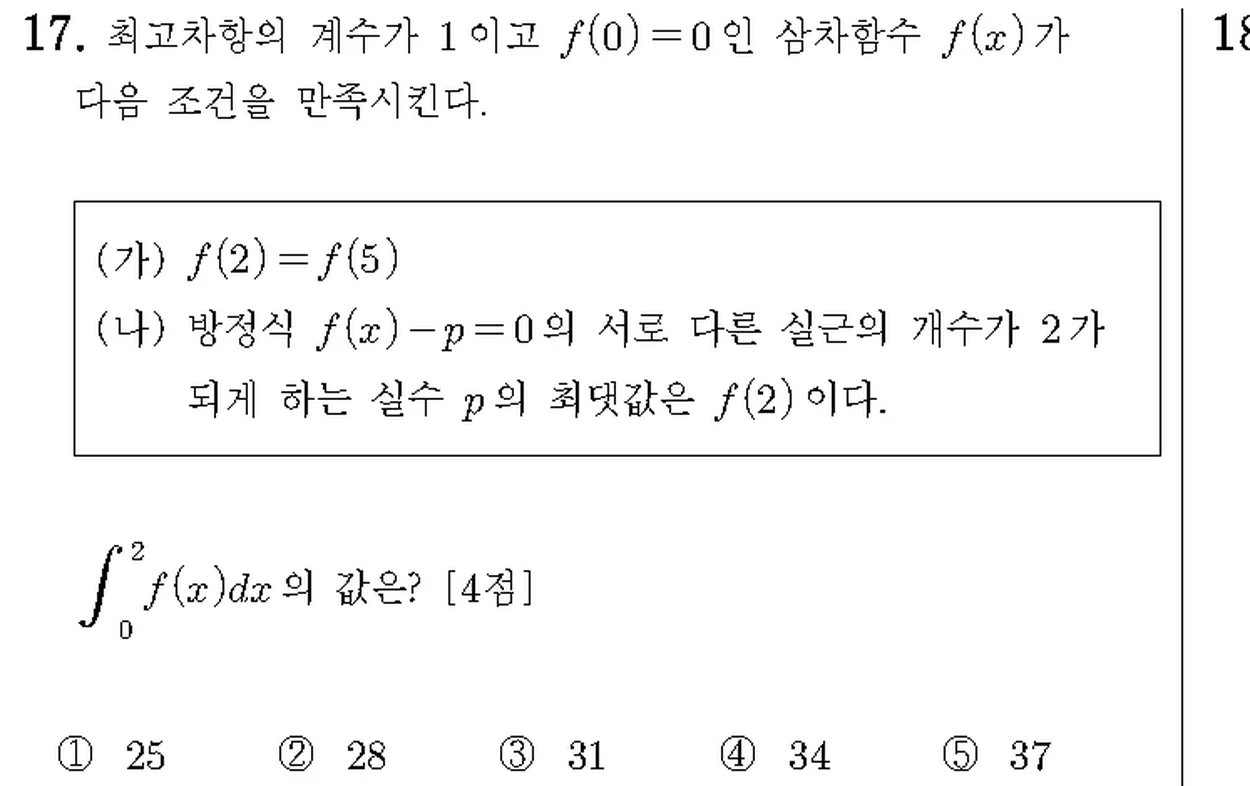 17. 최고차항의 계수가 1이고 f(0)=0인 삼차함수 f(x)가
다음 조건을 만족시킨다.
(가) f(2)=f(5)
(나) 방정식 f(x)-p=0의 서로 다른 실근의 개수가 2가
되게 하는 실수 p의 최댓값은 f(2)이다.
∫₀² f(x)dx의 값은? [4점]
① 25 ② 28 ③ 31 ④ 34 ⑤ 37